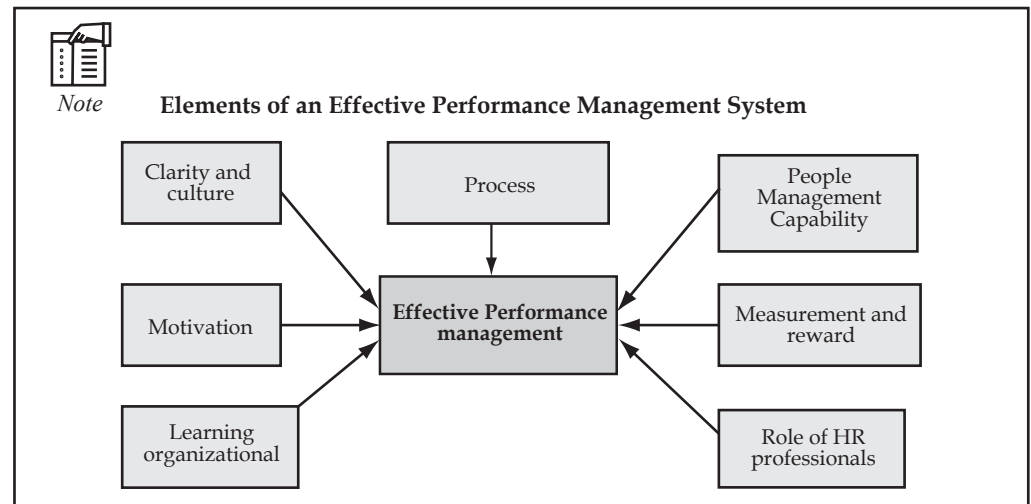 Note
Elements of an Effective Performance Management System
Clarity and
culture
Process
People
Management
Capability
Motivation
Effective Performance
management
Measurement and
reward
Learning
organizational
Role of HR
professionals